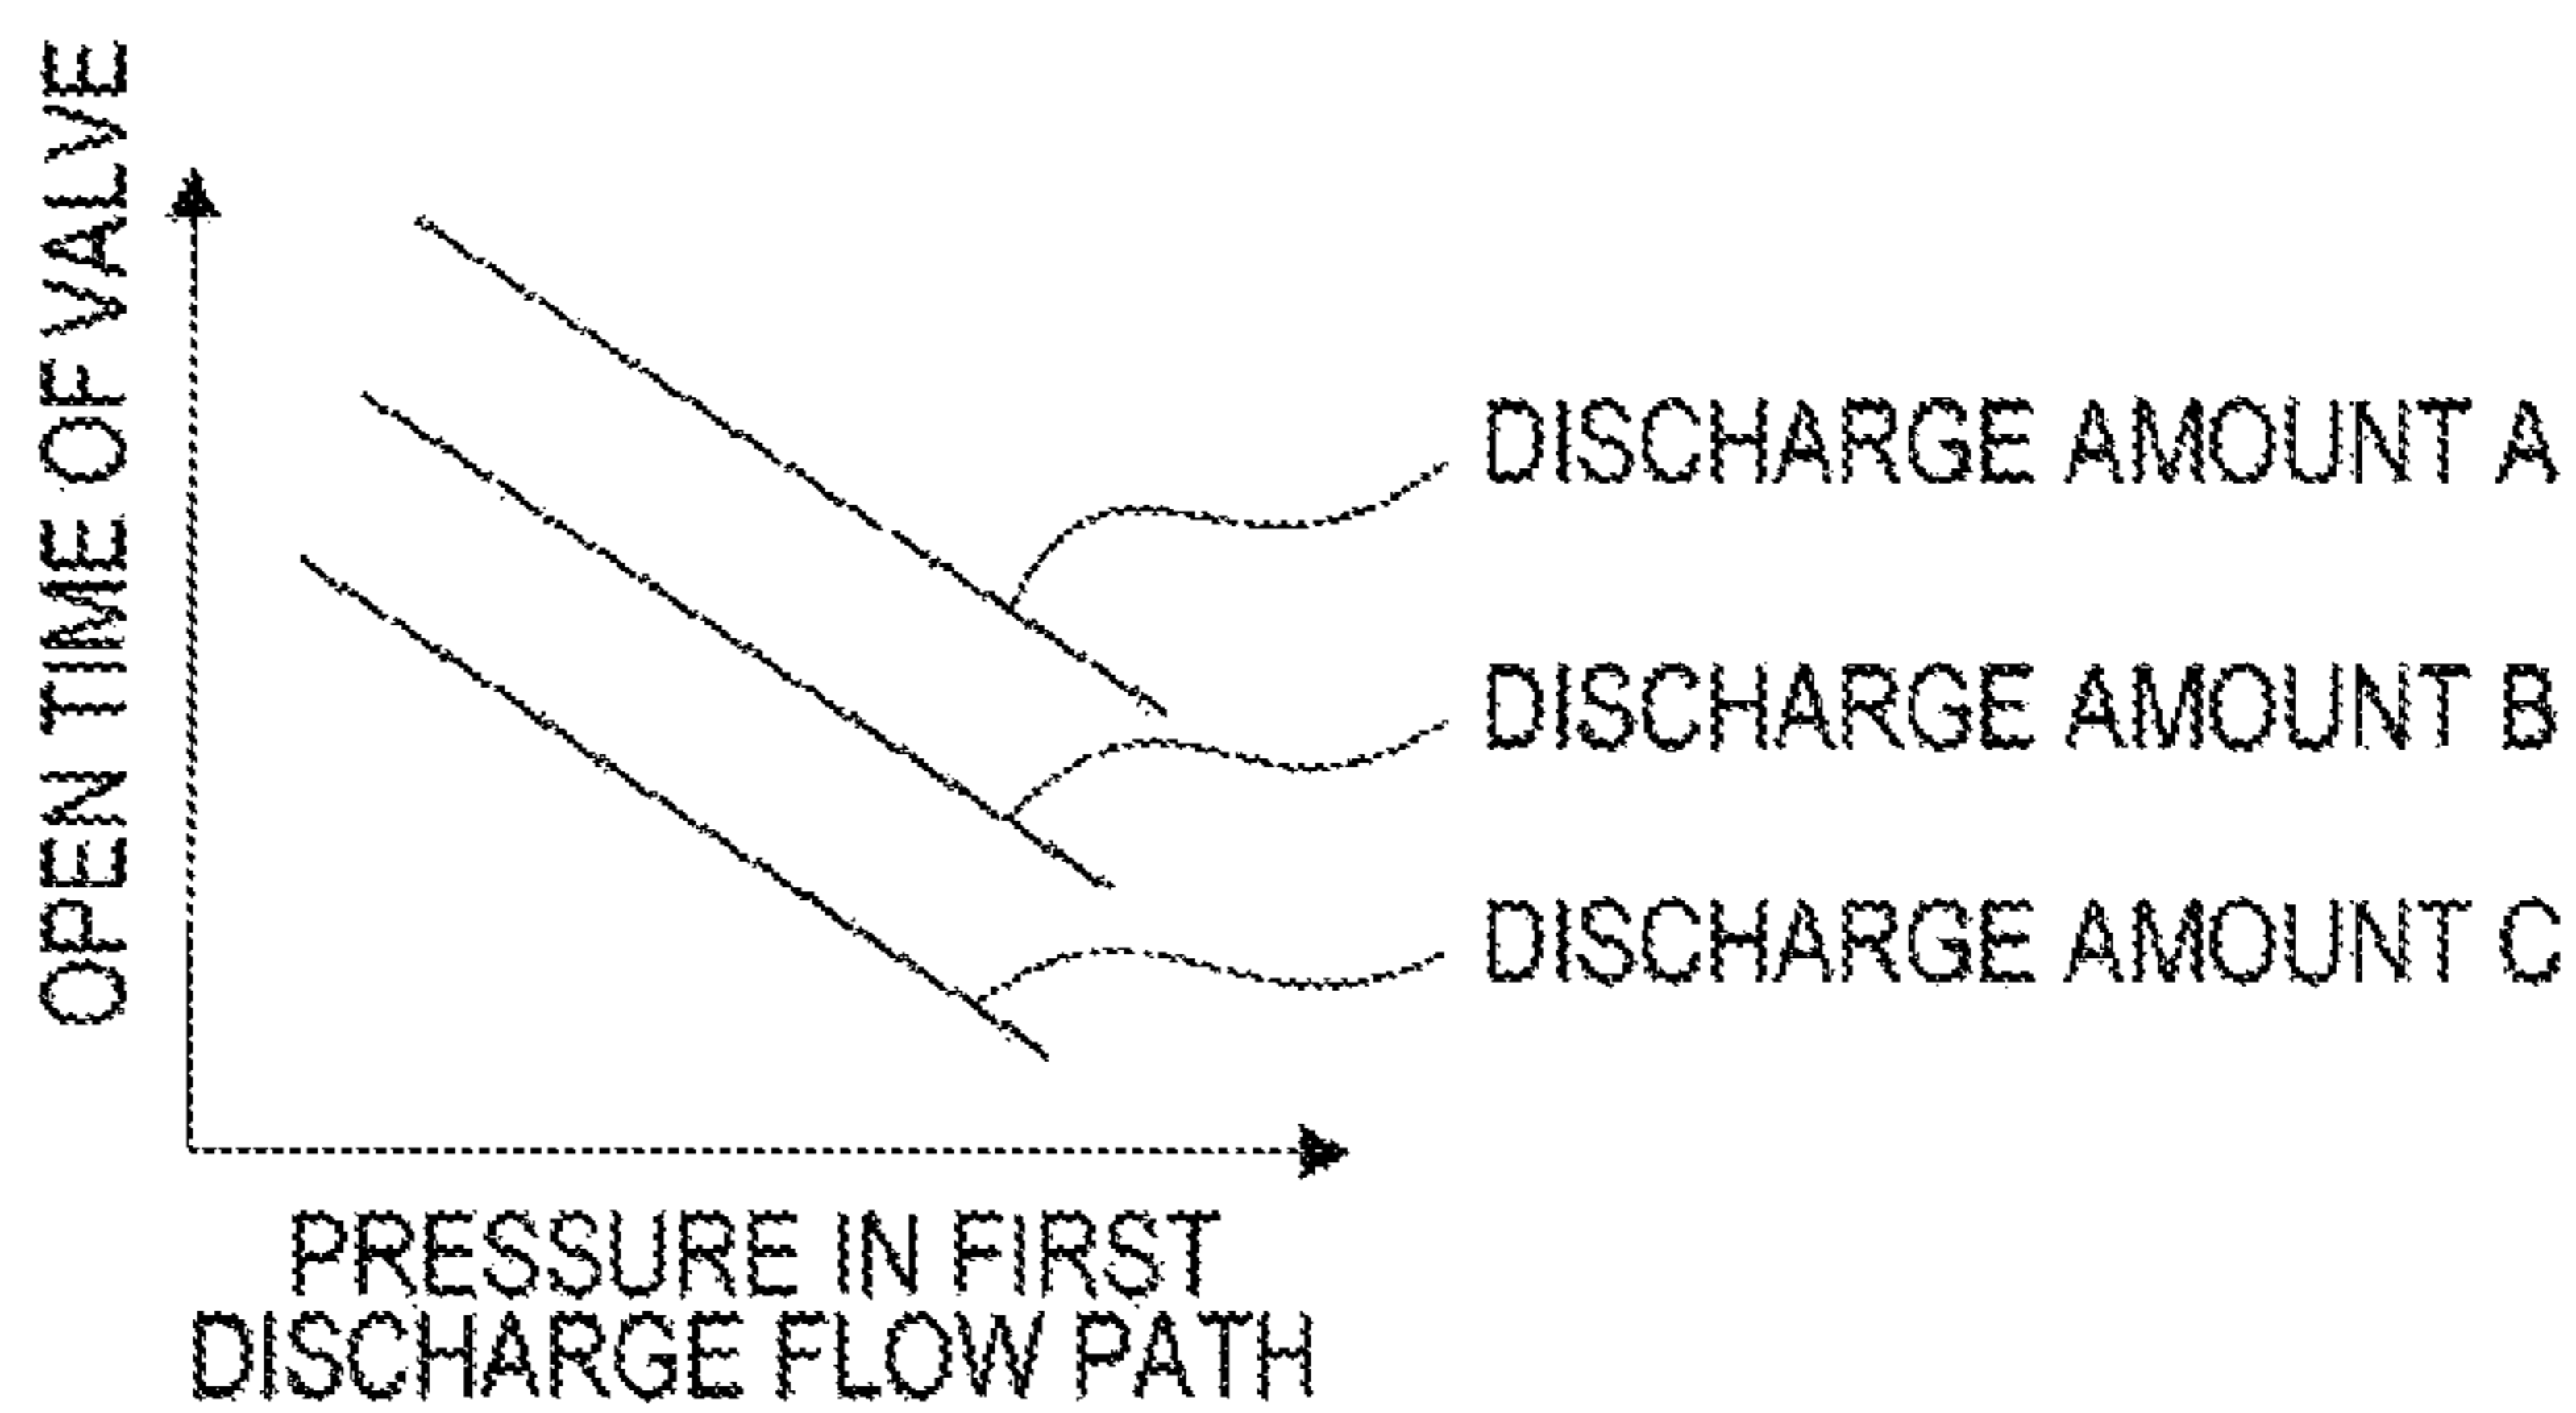 OPEN TIME OF VALVE
DISCHARGE AMOUNT A
DISCHARGE AMOUNT B
DISCHARGE AMOUNT C
PRESSURE IN FIRST
DISCHARGE FLOW PATH